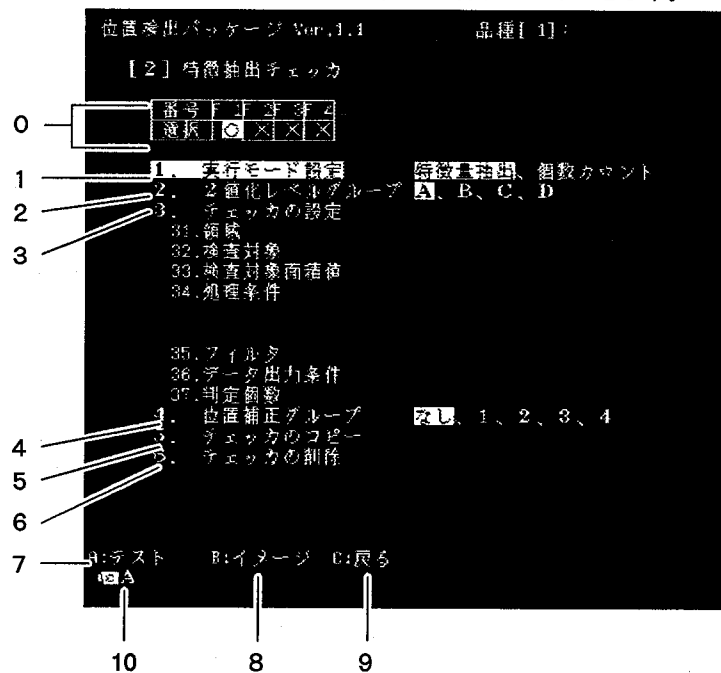 位置検出パッケージ Ver.1.1 品種[ 1]:
[2] 特徴抽出チェッカ
0
番号 F 1 F 2 F 3 F 4
選択 ○ × × ×
1 1. 実行モード設定 特徴量抽出、個数カウント
2 2. 2値化レベルグループ A、B、C、D
3 3. チェッカの設定
31.領域
32.検査対象
33.検査対象面積値
34.処理条件
35.フィルタ
36.データ出力条件
37.判定個数
4 4. 位置補正グループ なし、1、2、3、4
5 5. チェッカのコピー
6 6. チェッカの削除
7 A:テスト B:イメージ C:戻る
A
10 8 9